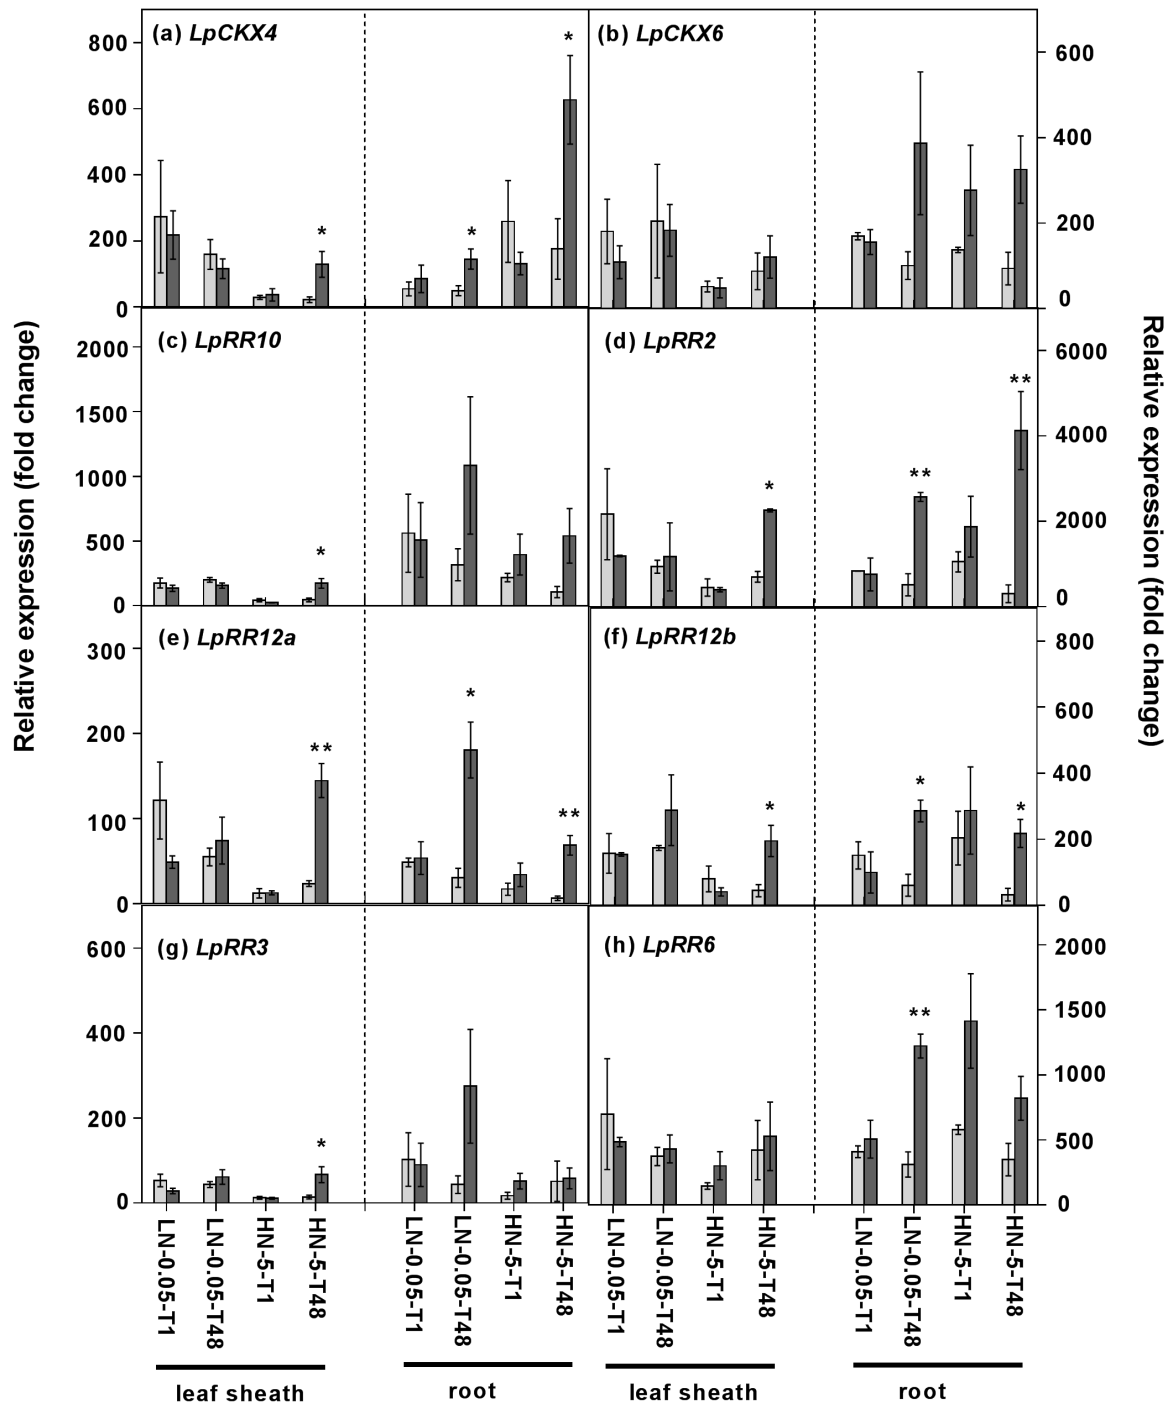 (a) LpCKX4
*
*
*
800
600
400
200
0
(b) LpCKX6
600
400
200
0
(c) LpRR10
*
2000
1500
1000
500
0
(d) LpRR2
*
**
**
6000
4000
2000
0
(e) LpRR12a
**
*
**
300
200
100
0
(f) LpRR12b
*
*
*
800
600
400
200
0
(g) LpRR3
*
600
400
200
0
(h) LpRR6
**
2000
1500
1000
500
0
Relative expression (fold change)
Relative expression (fold change)
LN-0.05-T1
LN-0.05-T48
HN-5-T1
HN-5-T48
LN-0.05-T1
LN-0.05-T48
HN-5-T1
HN-5-T48
LN-0.05-T1
LN-0.05-T48
HN-5-T1
HN-5-T48
LN-0.05-T1
LN-0.05-T48
HN-5-T1
HN-5-T48
leaf sheath
root
leaf sheath
root